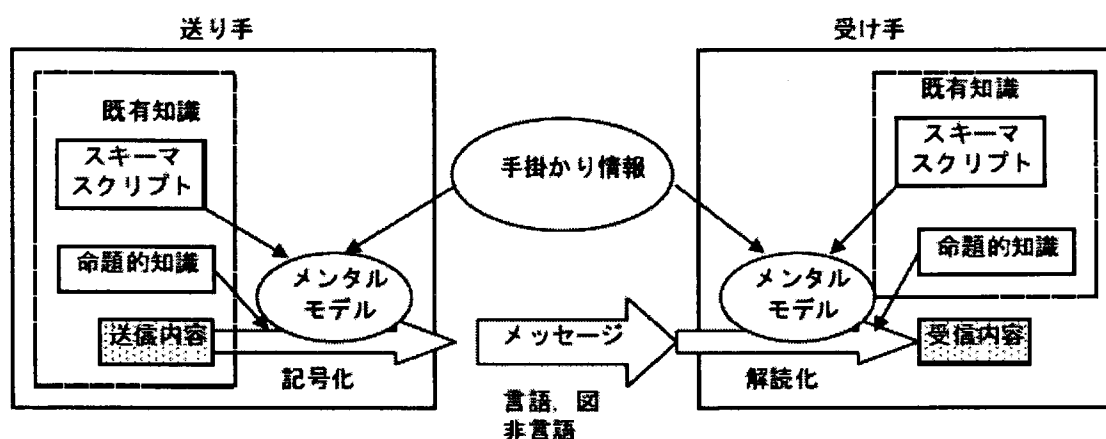 送り手
既有知識
スキーマ
スクリプト
命題的知識
メンタル
モデル
送信内容
記号化
手掛かり情報
メッセージ
言語、図
非言語
受け手
既有知識
スキーマ
スクリプト
命題的知識
メンタル
モデル
受信内容
解読化